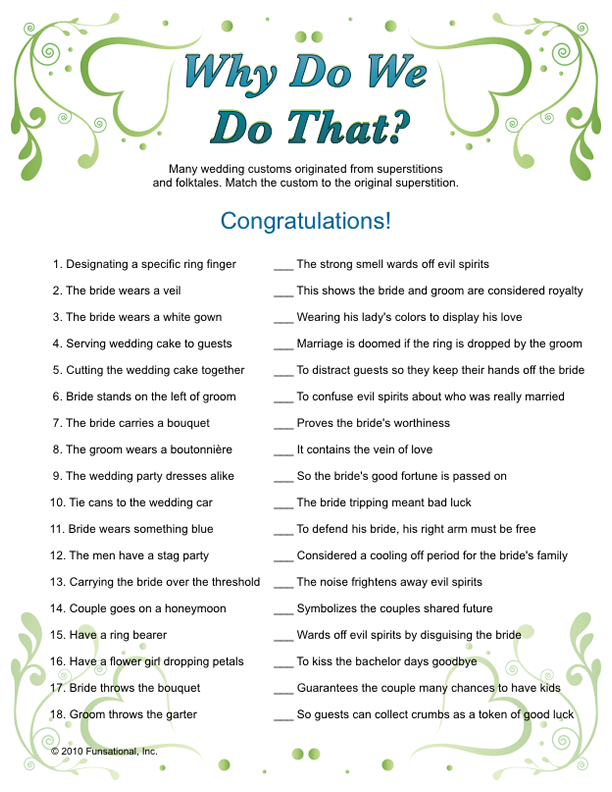 Why Do We
Do That?
Many wedding customs originated from superstitions
and folktales. Match the custom to the original superstition.
Congratulations!
1. Designating a specific ring finger ___ The strong smell wards off evil spirits
2. The bride wears a veil ___ This shows the bride and groom are considered royalty
3. The bride wears a white gown ___ Wearing his lady's colors to display his love
4. Serving wedding cake to guests ___ Marriage is doomed if the ring is dropped by the groom
5. Cutting the wedding cake together ___ To distract guests so they keep their hands off the bride
6. Bride stands on the left of groom ___ To confuse evil spirits about who was really married
7. The bride carries a bouquet ___ Proves the bride's worthiness
8. The groom wears a boutonnière ___ It contains the vein of love
9. The wedding party dresses alike ___ So the bride's good fortune is passed on
10. Tie cans to the wedding car ___ The bride tripping meant bad luck
11. Bride wears something blue ___ To defend his bride, his right arm must be free
12. The men have a stag party ___ Considered a cooling off period for the bride's family
13. Carrying the bride over the threshold ___ The noise frightens away evil spirits
14. Couple goes on a honeymoon ___ Symbolizes the couples shared future
15. Have a ring bearer ___ Wards off evil spirits by disguising the bride
16. Have a flower girl dropping petals ___ To kiss the bachelor days goodbye
17. Bride throws the bouquet ___ Guarantees the couple many chances to have kids
18. Groom throws the garter ___ So guests can collect crumbs as a token of good luck
© 2010 Funsational, Inc.